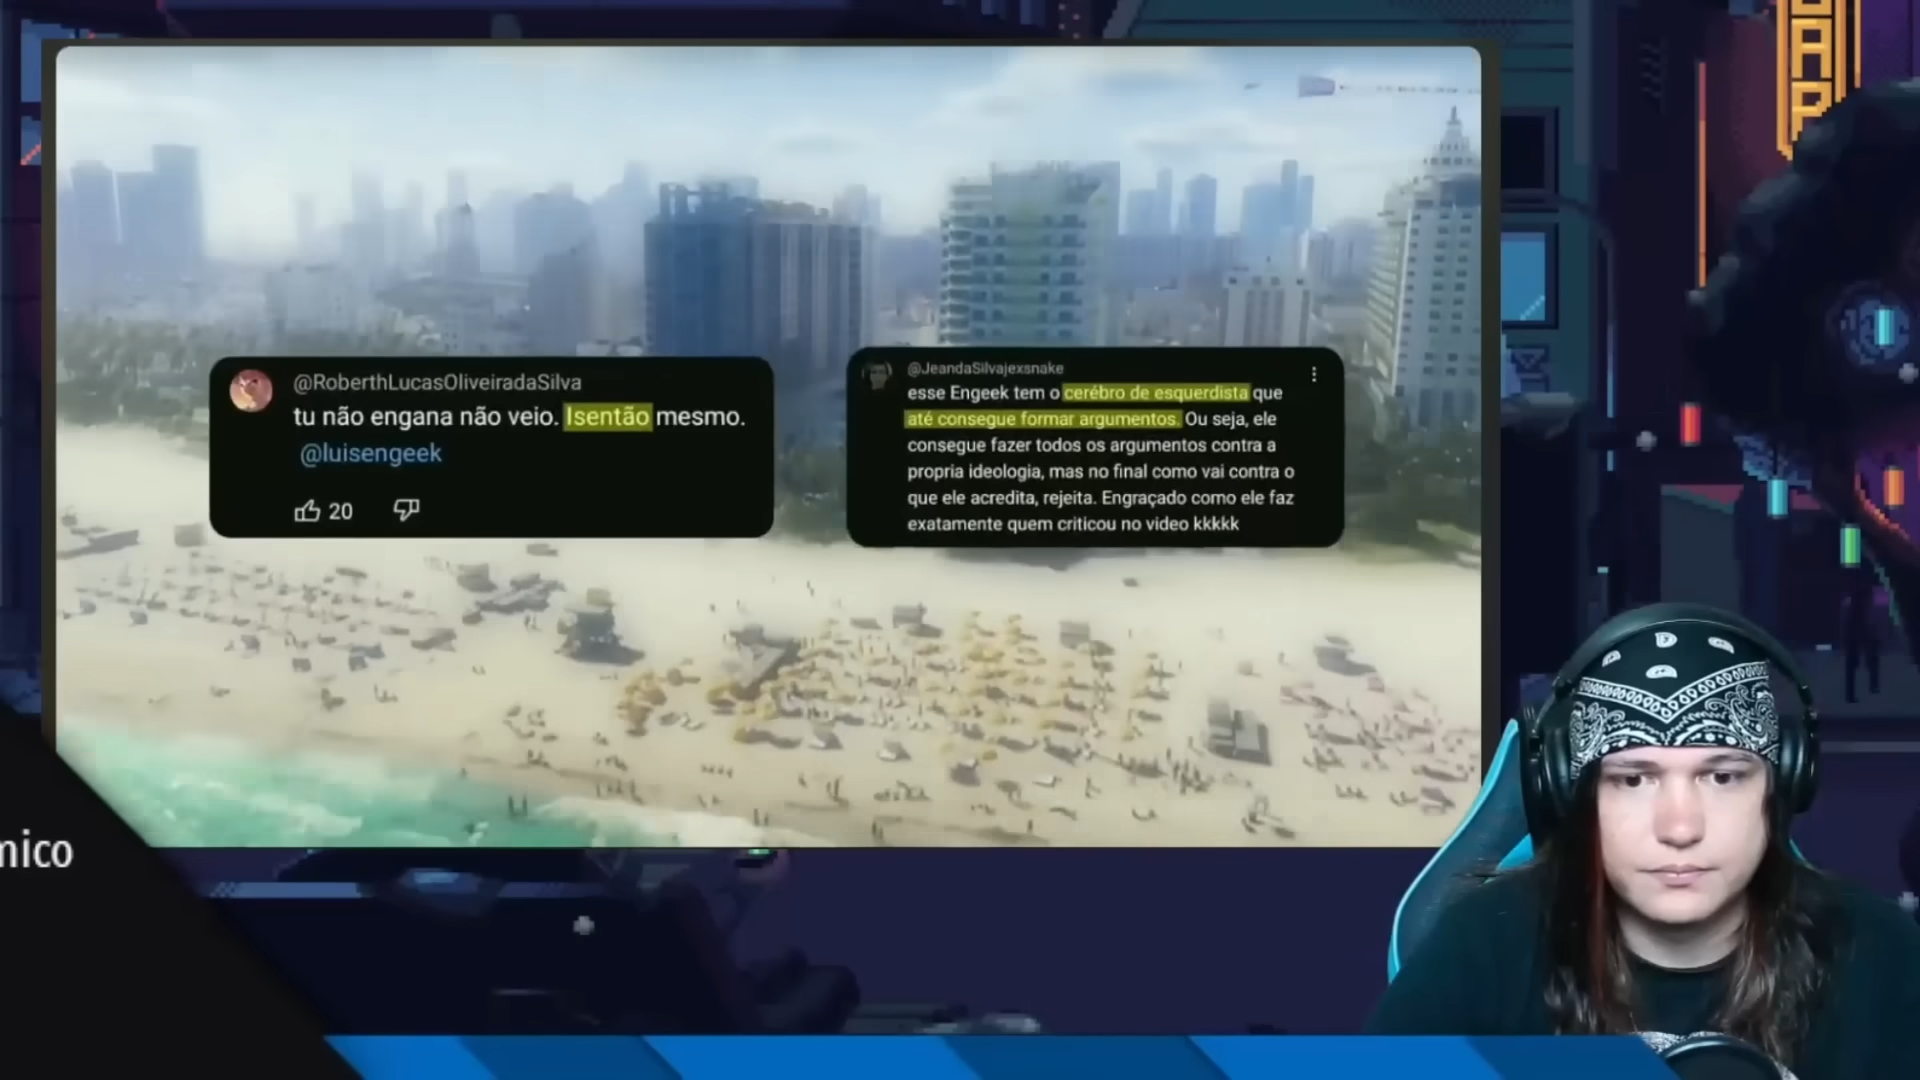 BAR
@RoberthLucasOliveiradaSilva
tu não engana não veio. Isentão mesmo.
@luisengeek
20
@JeandaSilvajexsnake
esse Engeek tem o cerébro de esquerdista que
até consegue formar argumentos. Ou seja, ele
consegue fazer todos os argumentos contra a
propria ideologia, mas no final como vai contra o
que ele acredita, rejeita. Engraçado como ele faz
exatamente quem criticou no video kkkkk
mico